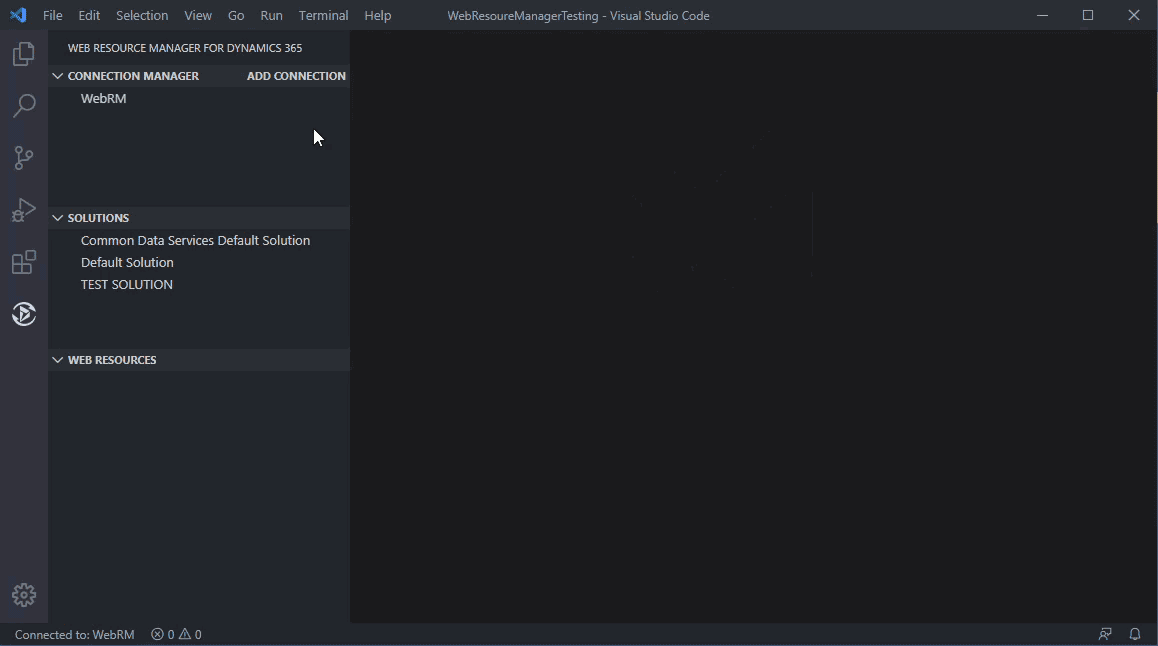 File Edit Selection View Go Run Terminal Help WebResoureManagerTesting - Visual Studio Code
WEB RESOURCE MANAGER FOR DYNAMICS 365
CONNECTION MANAGER ADD CONNECTION
WebRM
SOLUTIONS
Common Data Services Default Solution
Default Solution
TEST SOLUTION
WEB RESOURCES
Connected to: WebRM 0 0